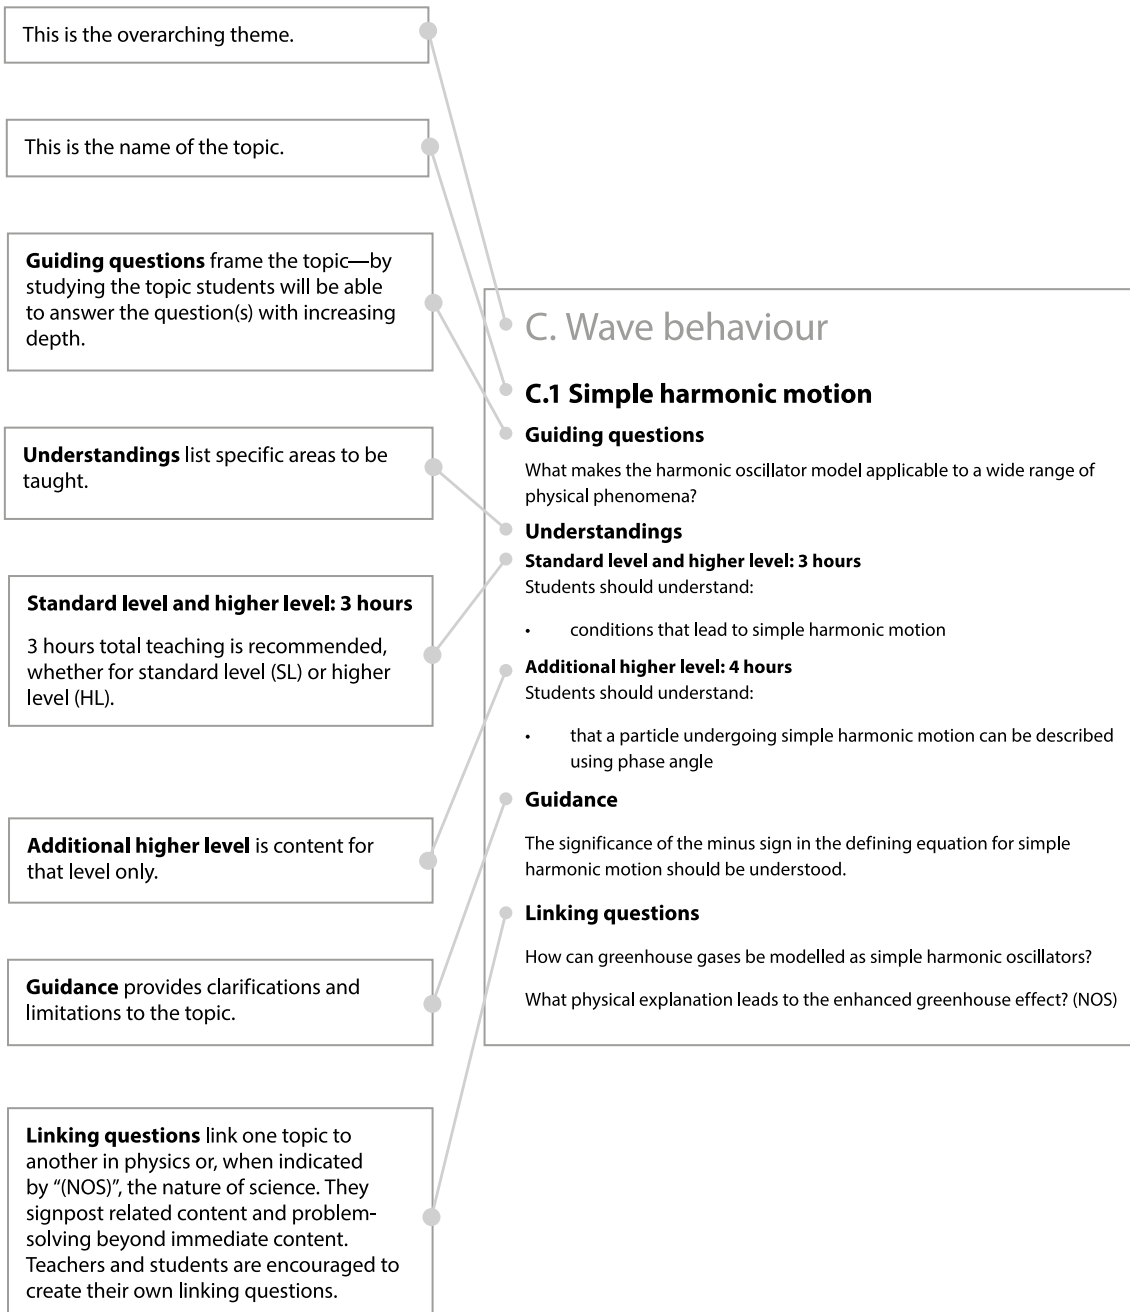 This is the overarching theme.
This is the name of the topic.
Guiding questions frame the topic—by
studying the topic students will be able
to answer the question(s) with increasing
depth.
Understandings list specific areas to be
taught.
Standard level and higher level: 3 hours
3 hours total teaching is recommended,
whether for standard level (SL) or higher
level (HL).
Additional higher level is content for
that level only.
Guidance provides clarifications and
limitations to the topic.
Linking questions link one topic to
another in physics or, when indicated
by “(NOS)”, the nature of science. They
signpost related content and problem-
solving beyond immediate content.
Teachers and students are encouraged to
create their own linking questions.
C. Wave behaviour
C.1 Simple harmonic motion
Guiding questions
What makes the harmonic oscillator model applicable to a wide range of
physical phenomena?
Understandings
Standard level and higher level: 3 hours
Students should understand:
• conditions that lead to simple harmonic motion
Additional higher level: 4 hours
Students should understand:
• that a particle undergoing simple harmonic motion can be described
using phase angle
Guidance
The significance of the minus sign in the defining equation for simple
harmonic motion should be understood.
Linking questions
How can greenhouse gases be modelled as simple harmonic oscillators?
What physical explanation leads to the enhanced greenhouse effect? (NOS)